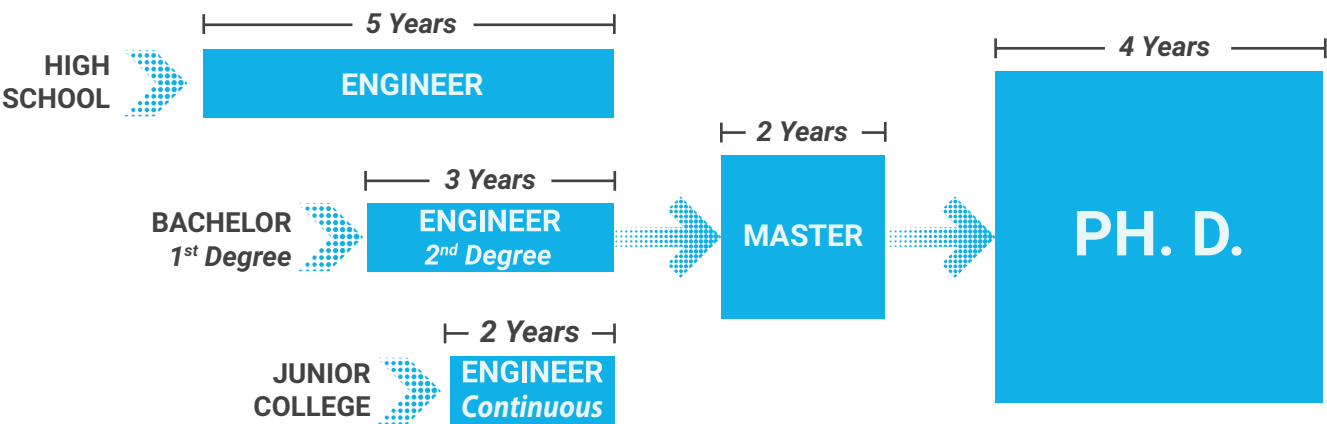 5 Years
HIGH
SCHOOL
ENGINEER
3 Years
BACHELOR
1st Degree
ENGINEER
2nd Degree
2 Years
JUNIOR
COLLEGE
ENGINEER
Continuous
2 Years
MASTER
4 Years
PH. D.